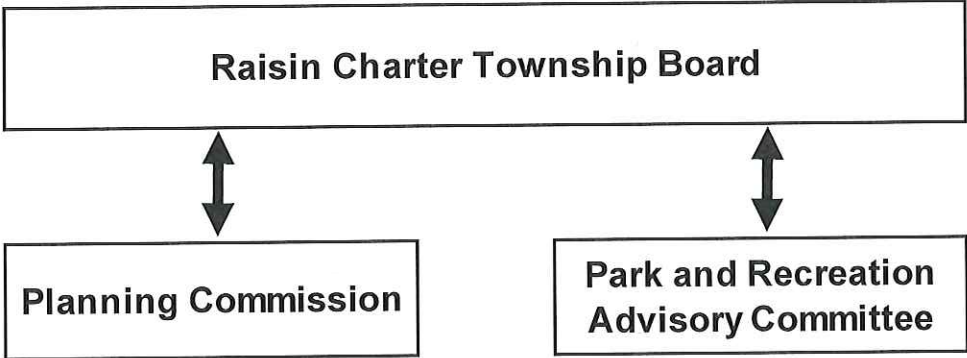 Raisin Charter Township Board
Planning Commission
Park and Recreation
Advisory Committee